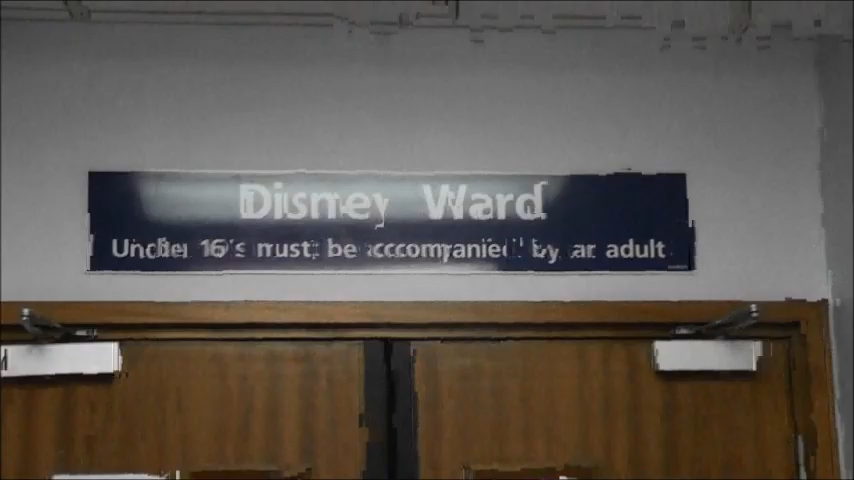 Disney Ward
Under 16's must be accompanied by an adult